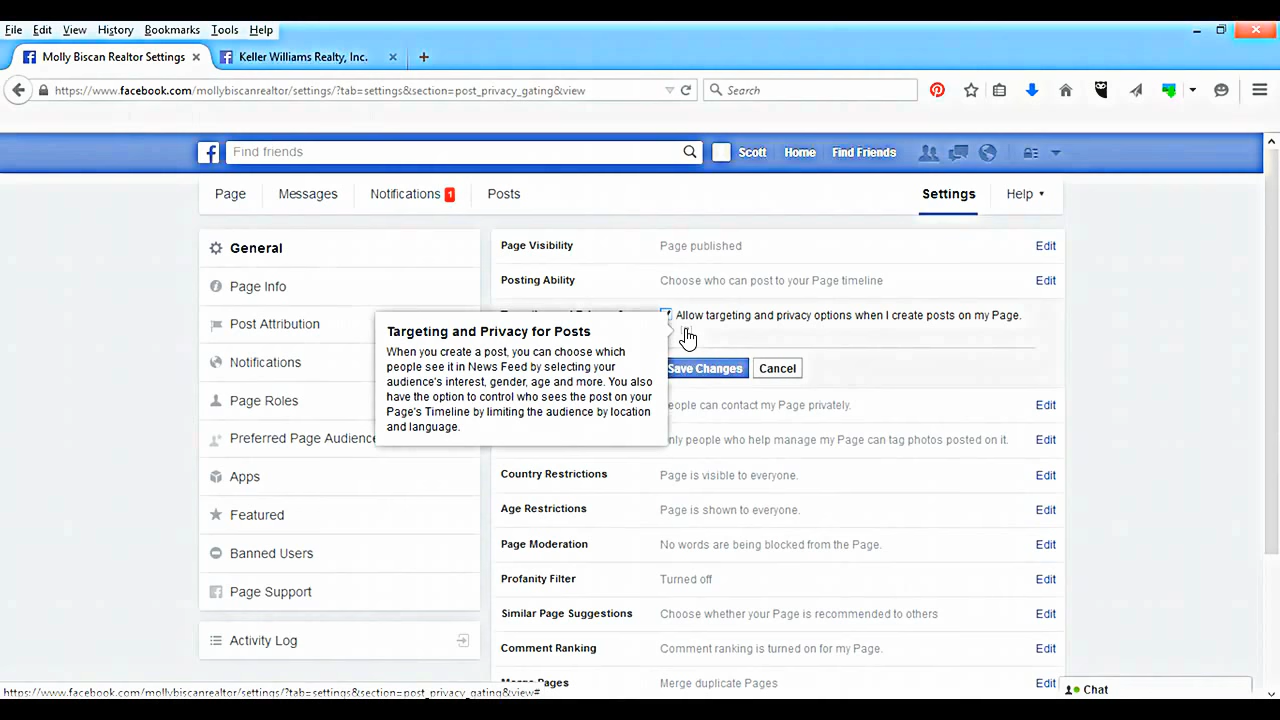 File Edit View History Bookmarks Tools Help
Molly Biscan Realtor Settings
Keller Williams Realty, Inc.
https://www.facebook.com/mollybiscanrealtor/settings/?tab=settings&section=post_privacy_gating&view
Search
Find friends
Scott Home Find Friends
Page Messages Notifications 1 Posts Settings Help
General
Page Info
Post Attribution
Notifications
Page Roles
Preferred Page Audience
Apps
Featured
Banned Users
Page Support
Activity Log
Page Visibility Page published Edit
Posting Ability Choose who can post to your Page timeline Edit
Allow targeting and privacy options when I create posts on my Page.
Targeting and Privacy for Posts
When you create a post, you can choose which
people see it in News Feed by selecting your
audience's interest, gender, age and more. You also
have the option to control who sees the post on your
Page's Timeline by limiting the audience by location
and language.
Save Changes Cancel
people can contact my Page privately. Edit
only people who help manage my Page can tag photos posted on it. Edit
Country Restrictions Page is visible to everyone. Edit
Age Restrictions Page is shown to everyone. Edit
Page Moderation No words are being blocked from the Page. Edit
Profanity Filter Turned off Edit
Similar Page Suggestions Choose whether your Page is recommended to others Edit
Comment Ranking Comment ranking is turned on for my Page. Edit
Merge Pages Merge duplicate Pages Edit
https://www.facebook.com/mollybiscanrealtor/settings/?tab=settings&section=post_privacy_gating&view#
Chat